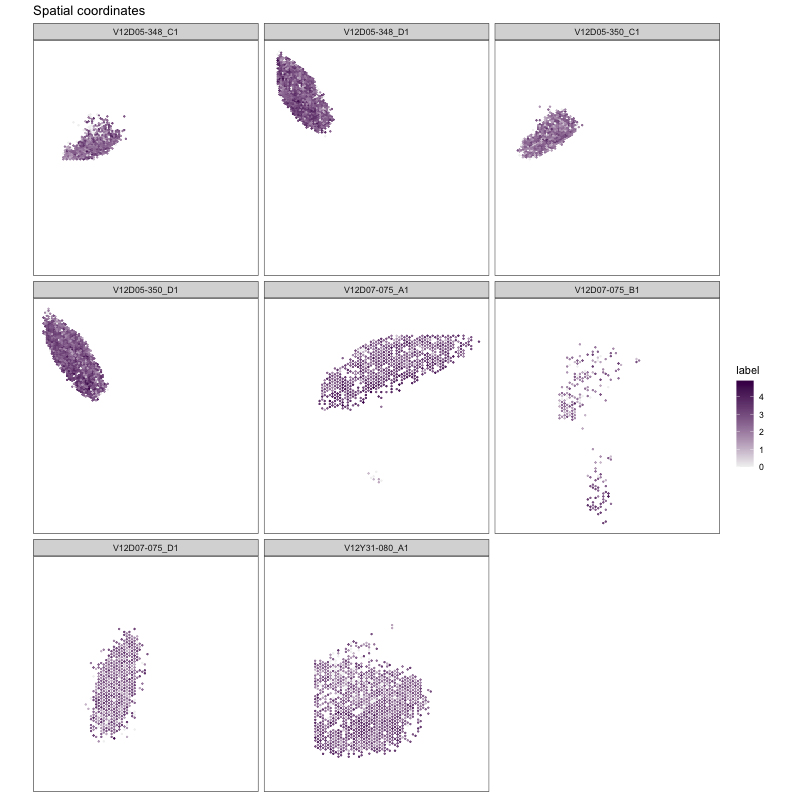 Spatial coordinates
V12D05-348_C1
V12D05-348_D1
V12D05-350_C1
V12D05-350_D1
V12D07-075_A1
V12D07-075_B1
label
4
3
2
1
0
V12D07-075_D1
V12Y31-080_A1